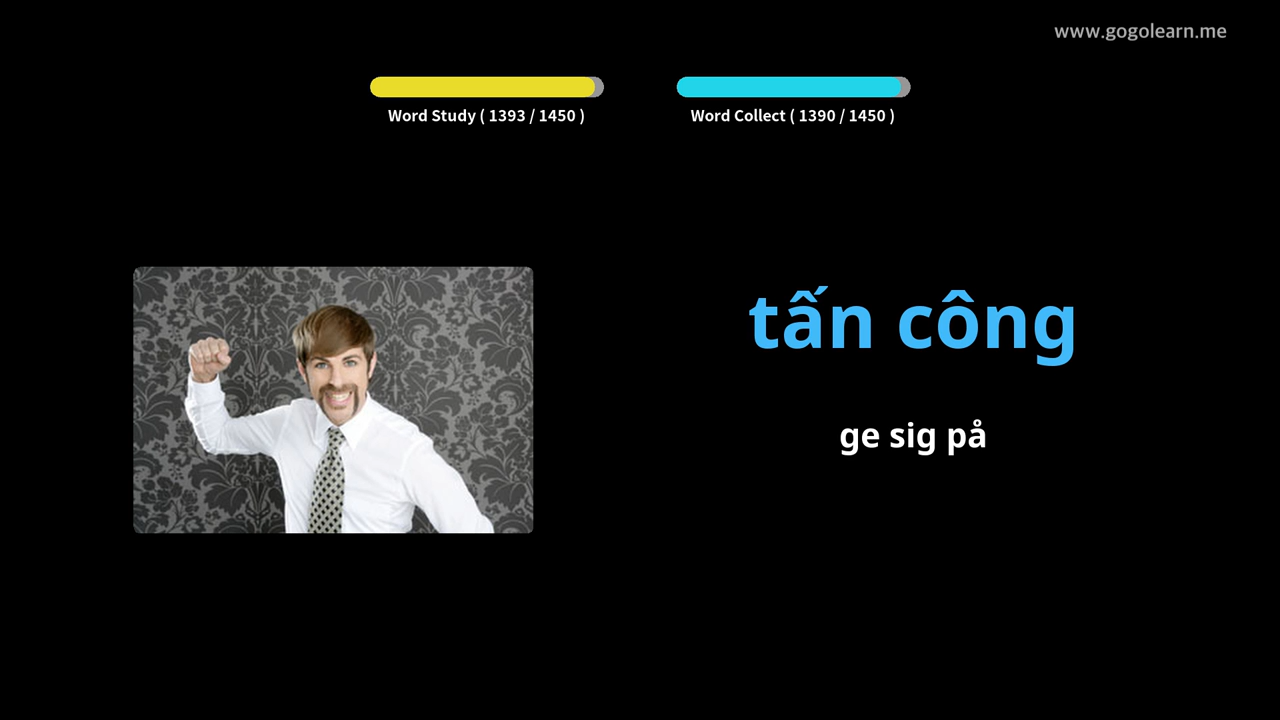 www.gogolearn.me
Word Study ( 1393 / 1450 )
Word Collect ( 1390 / 1450 )
tấn công
ge sig på